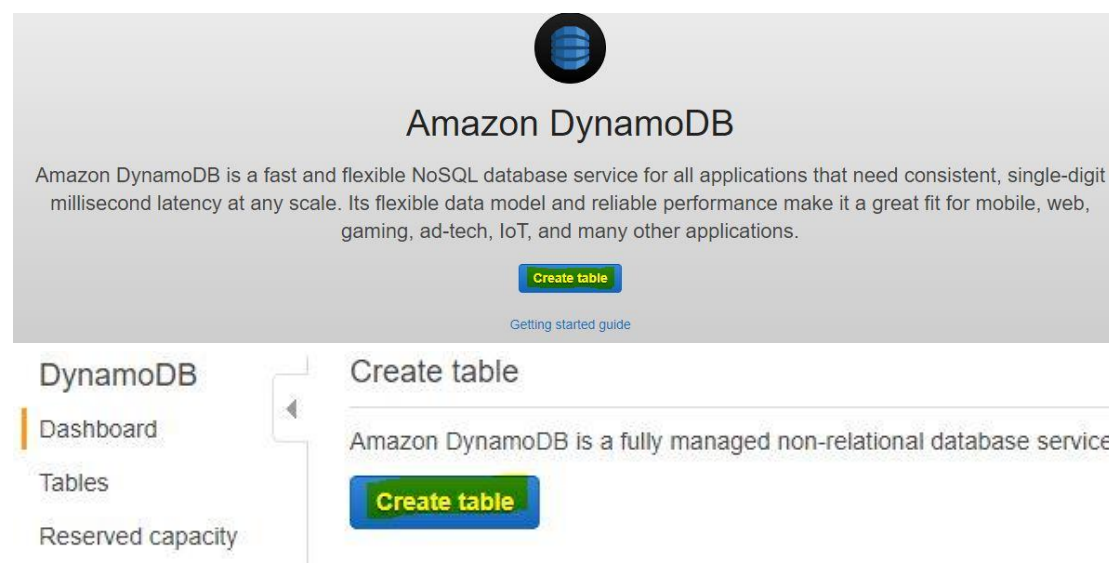 Amazon DynamoDB
Amazon DynamoDB is a fast and flexible NoSQL database service for all applications that need consistent, single-digit
millisecond latency at any scale. Its flexible data model and reliable performance make it a great fit for mobile, web,
gaming, ad-tech, IoT, and many other applications.
Create table
Getting started guide
DynamoDB
Dashboard
Tables
Reserved capacity
Create table
Amazon DynamoDB is a fully managed non-relational database service
Create table